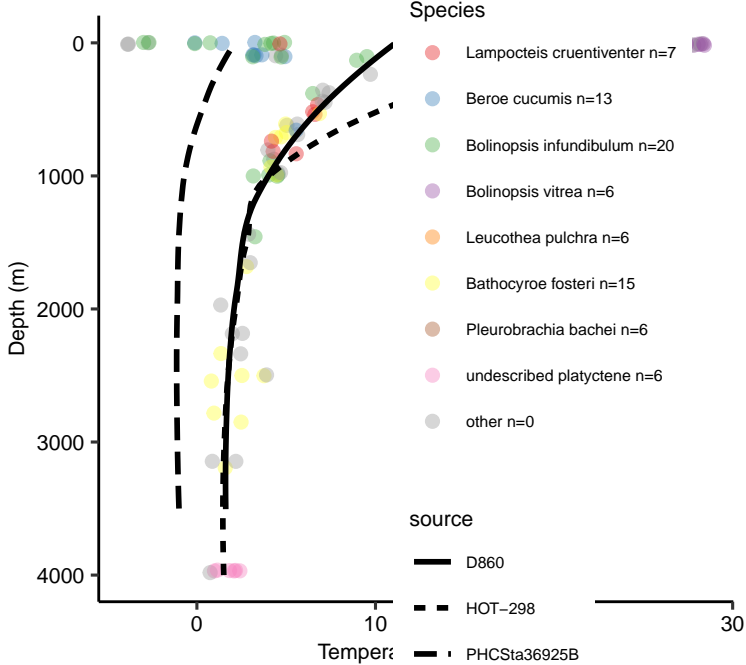 Species
Lampocteis cruentiventer n=7
Beroe cucumis n=13
Bolinopsis infundibulum n=20
Bolinopsis vitrea n=6
Leucothea pulchra n=6
Bathocyroe fosteri n=15
Pleurobrachia bachei n=6
undescribed platyctene n=6
other n=0
source
D860
HOT−298
PHCSta36925B
Depth (m)
0
1000
2000
3000
4000
0
10
30